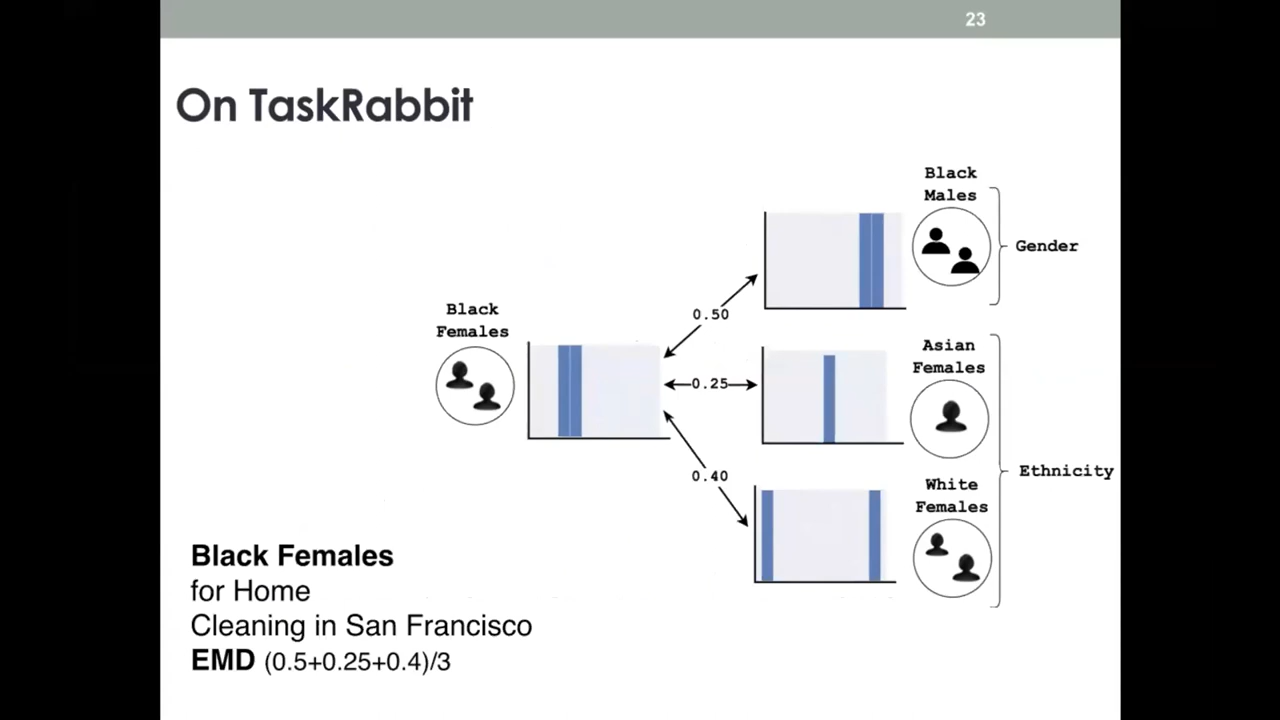 23
On TaskRabbit
Black
Males
Gender
0.50
Black
Females
Asian
Females
0.25
Ethnicity
0.40
White
Females
Black Females
for Home
Cleaning in San Francisco
EMD (0.5+0.25+0.4)/3